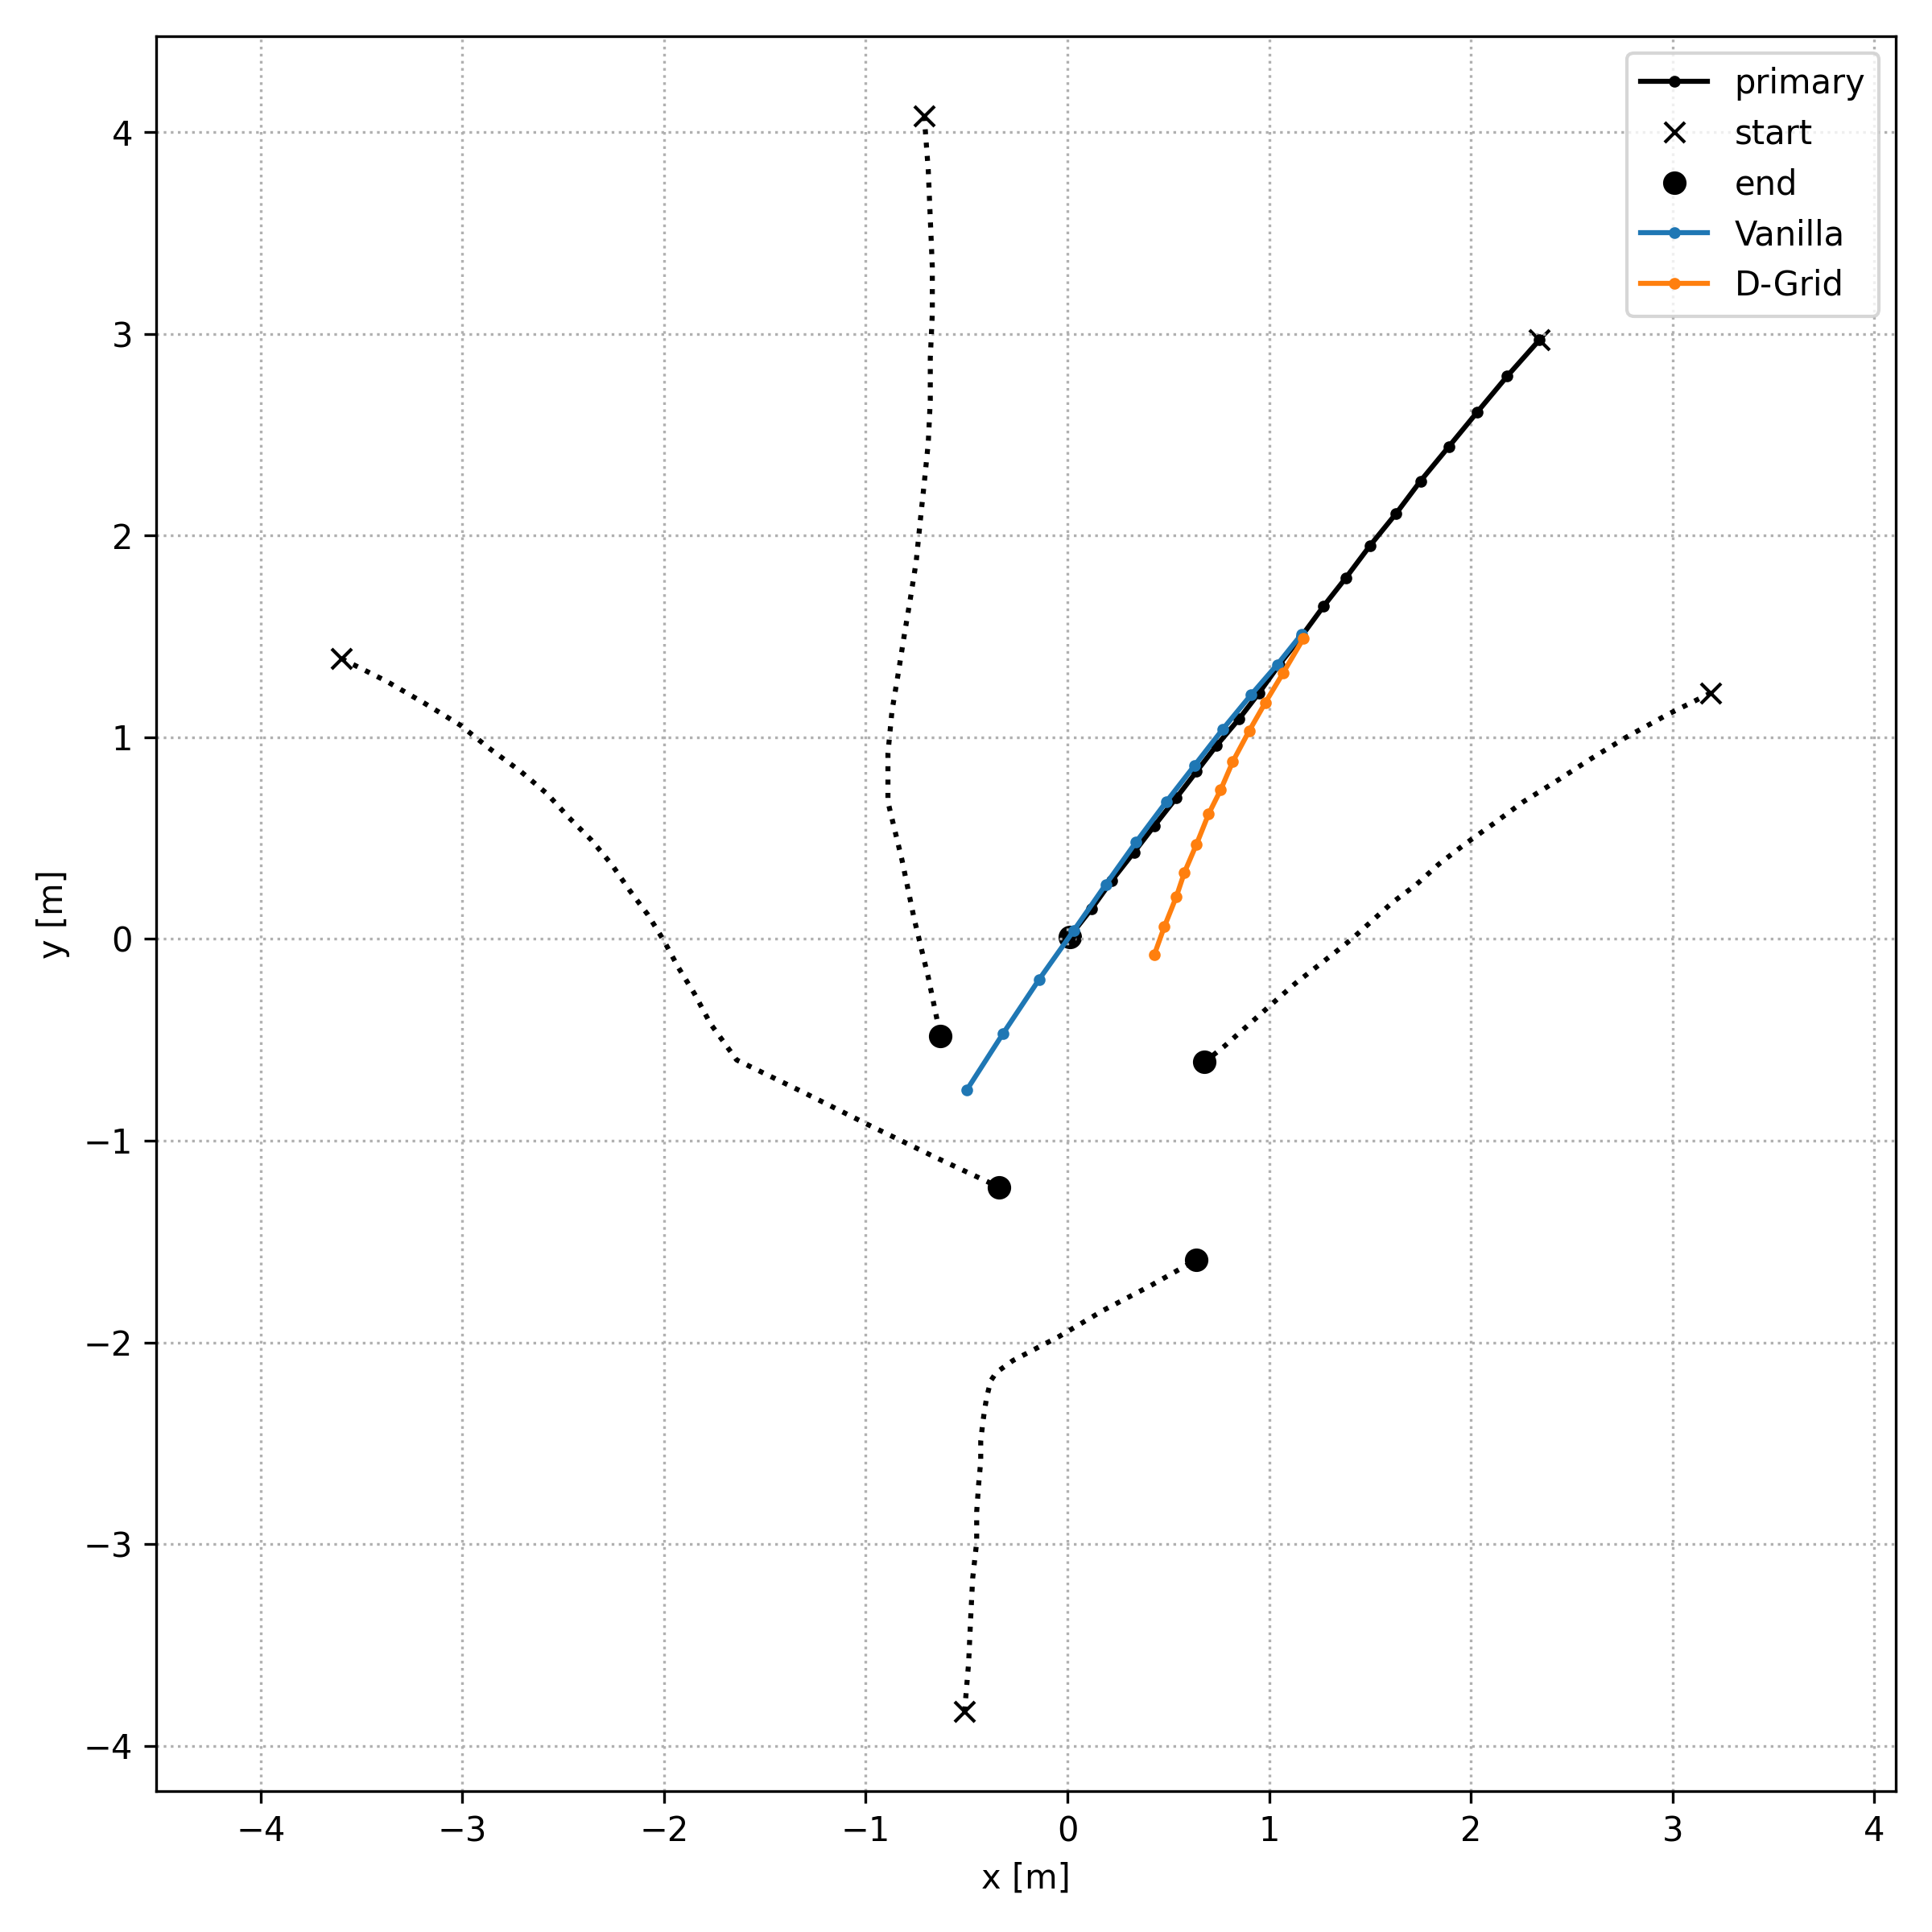 primary
start
end
Vanilla
D-Grid
4
3
2
1
0
−1
−2
−3
−4
y [m]
−4 −3 −2 −1 0 1 2 3 4
x [m]